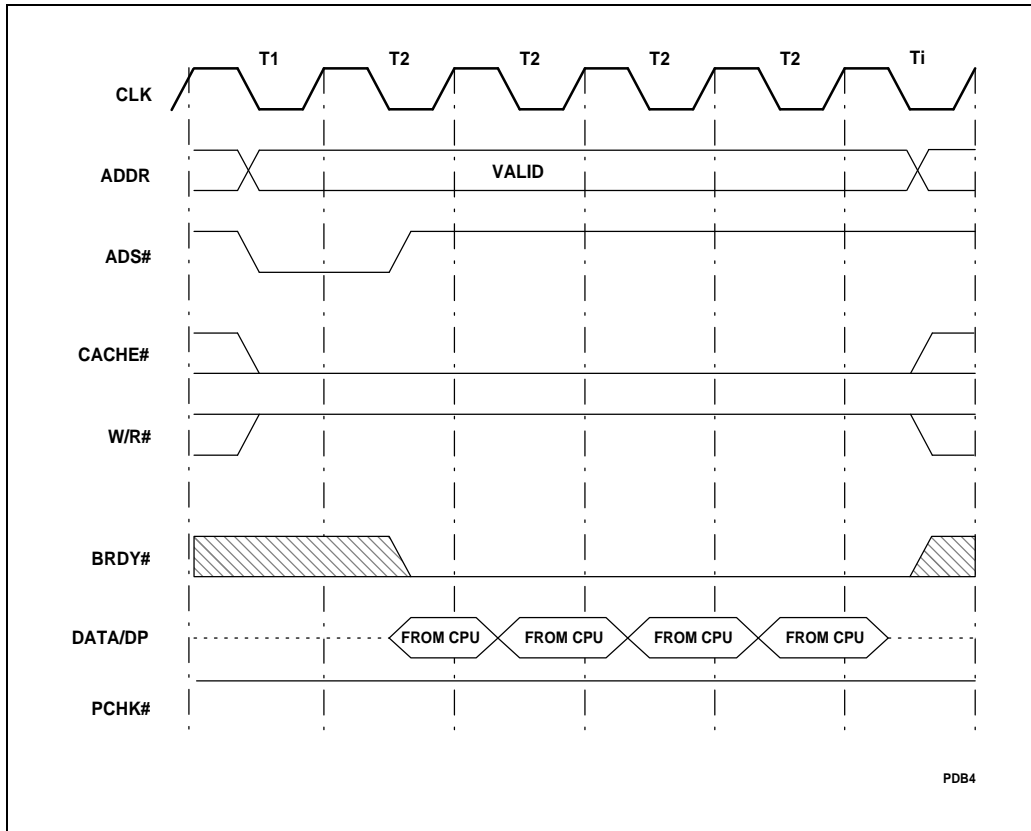 T1 T2 T2 T2 T2 Ti
CLK
ADDR VALID
ADS#
CACHE#
W/R#
BRDY#
DATA/DP FROM CPU FROM CPU FROM CPU FROM CPU
PCHK#
PDB4